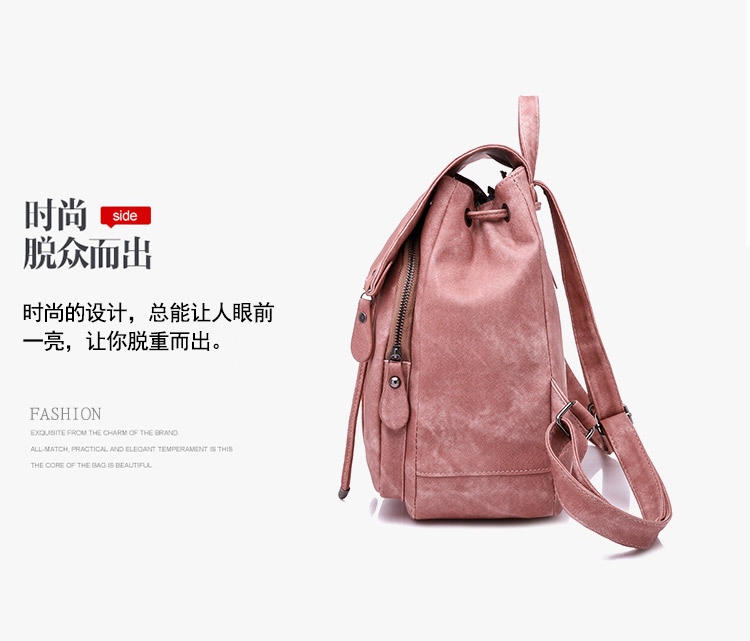 时尚 side
脱众而出
时尚的设计，总能让人眼前
一亮，让你脱重而出。
FASHION
EXQUISITE FROM THE CHARM OF THE BRAND.
ALL-MATCH, PRACTICAL AND ELEGANT TEMPERAMENT IS THIS
THE CORE OF THE BAG IS BEAUTIFUL